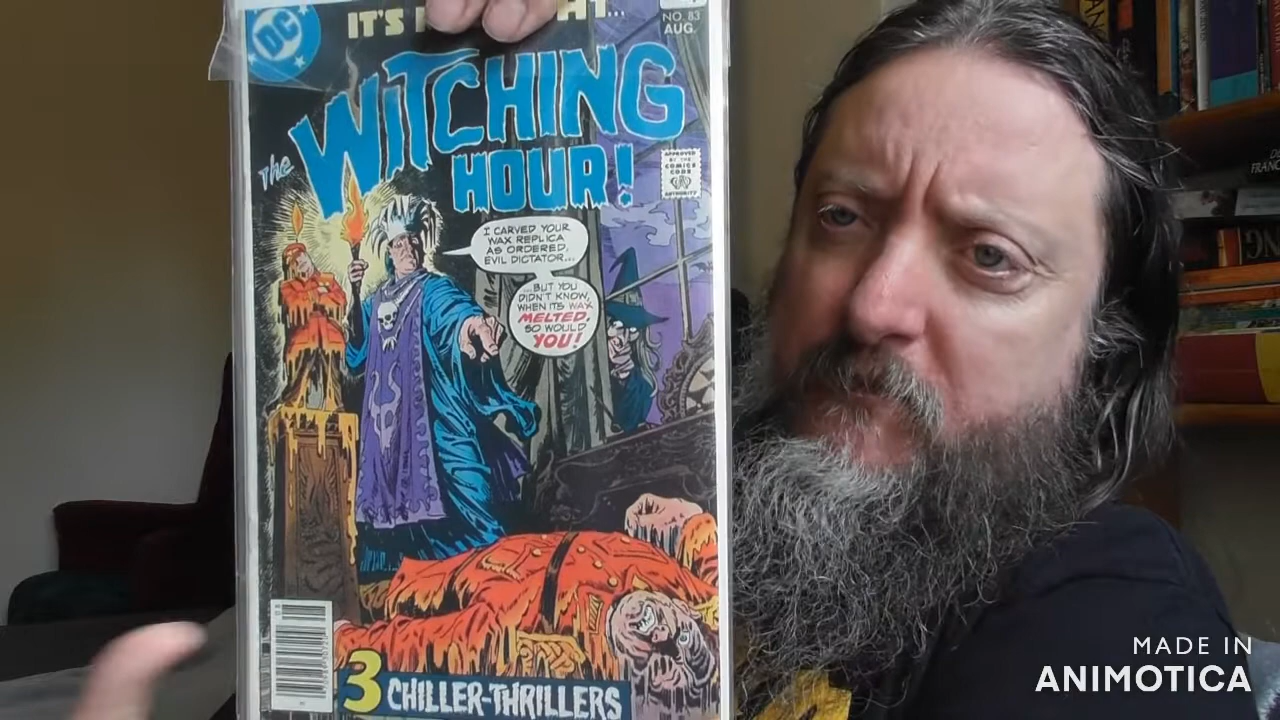 DC
IT'S
NO. 83
AUG.
The
WITCHING
HOUR!
APPROVED
BY THE
COMICS
CODE
AUTHORITY
I CARVED YOUR
WAX REPLICA
AS ORDERED,
EVIL DICTATOR...
...BUT YOU
DIDN'T KNOW,
WHEN ITS WAX
MELTED,
SO WOULD
YOU!
3 CHILLER-THRILLERS
FRANC
MADE IN
ANIMOTICA